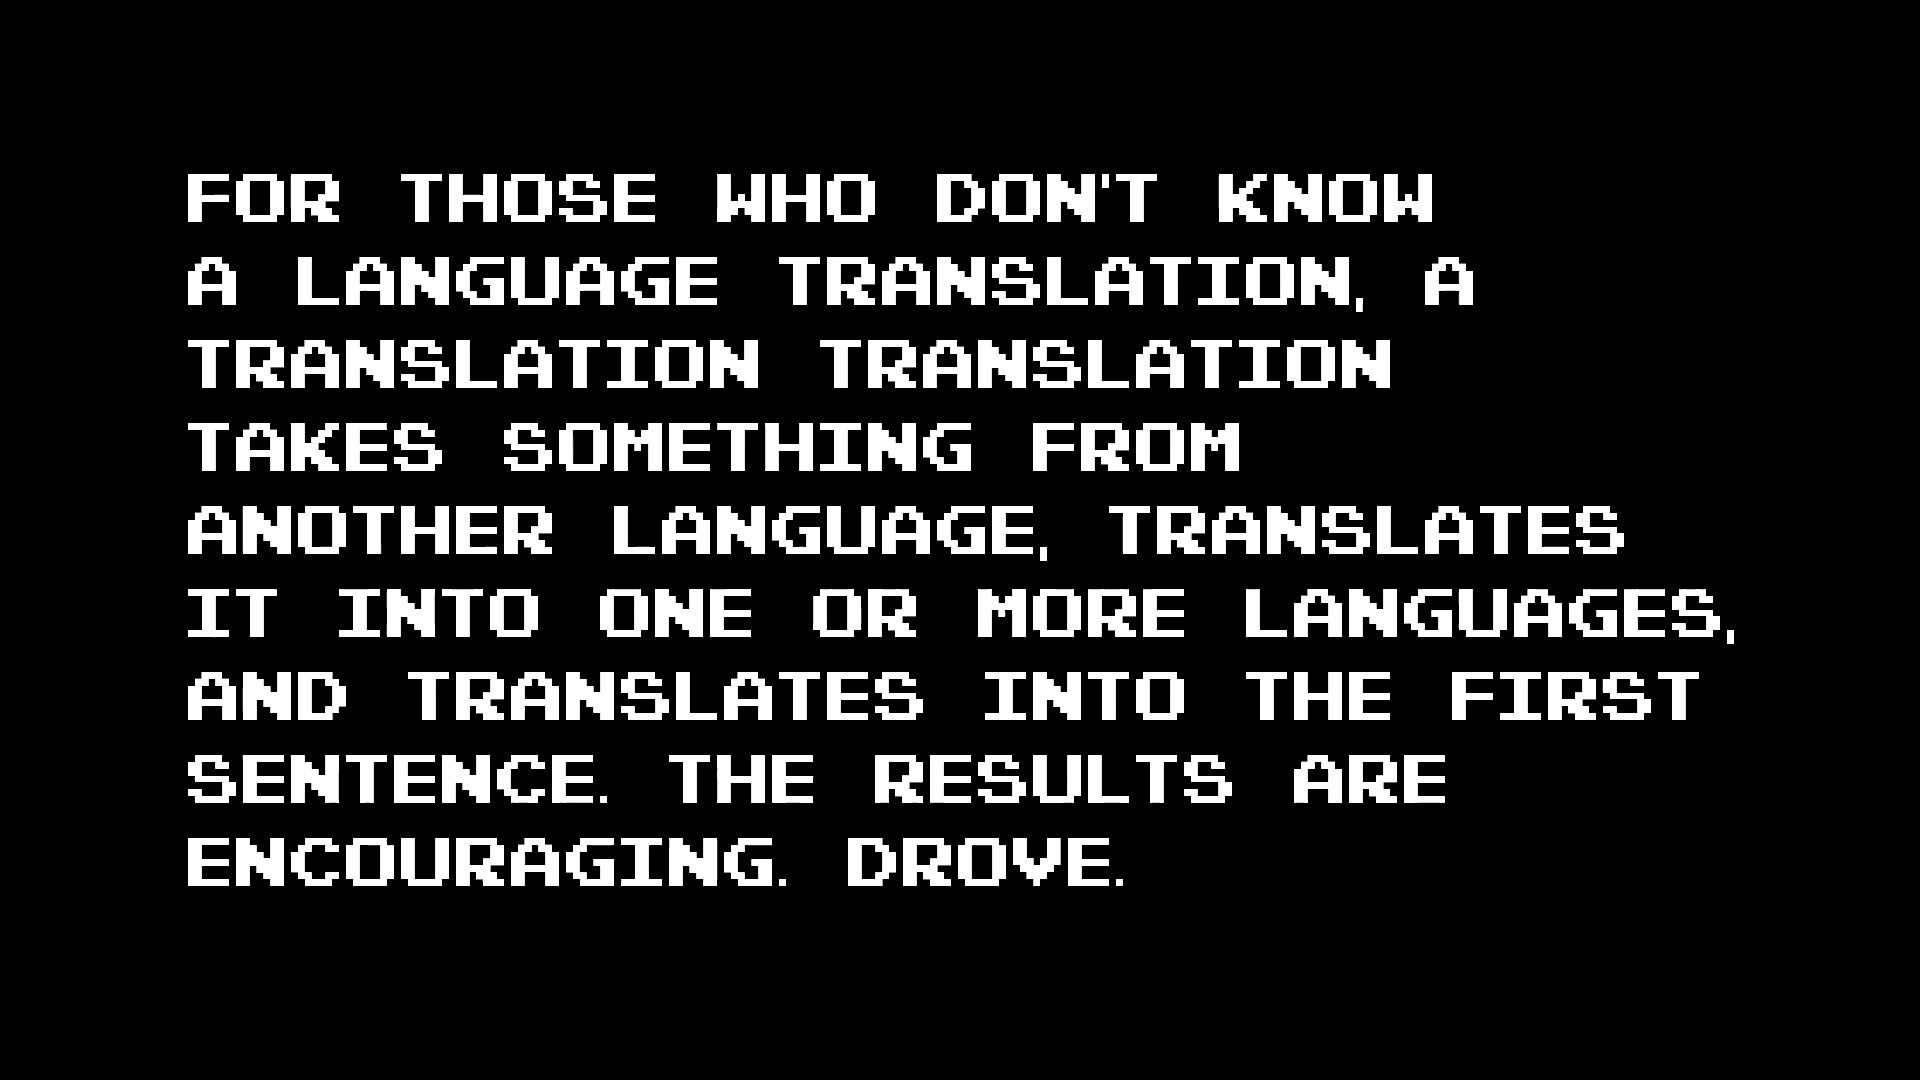 FOR THOSE WHO DON'T KNOW
A LANGUAGE TRANSLATION, A
TRANSLATION TRANSLATION
TAKES SOMETHING FROM
ANOTHER LANGUAGE, TRANSLATES
IT INTO ONE OR MORE LANGUAGES,
AND TRANSLATES INTO THE FIRST
SENTENCE. THE RESULTS ARE
ENCOURAGING. DROVE.